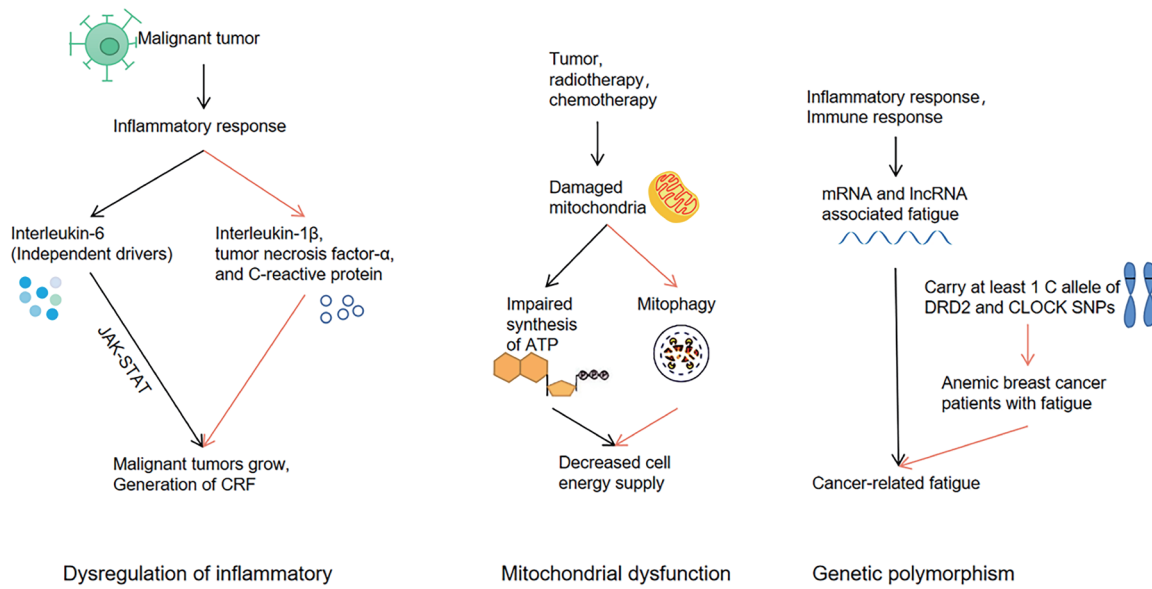 Malignant tumor
Inflammatory response
Interleukin-6
(Independent drivers)
Interleukin-1β,
tumor necrosis factor-α,
and C-reactive protein
JAK-STAT
Malignant tumors grow,
Generation of CRF
Dysregulation of inflammatory
Tumor,
radiotherapy,
chemotherapy
Damaged
mitochondria
Impaired
synthesis
of ATP
Mitophagy
P P P
Decreased cell
energy supply
Mitochondrial dysfunction
Inflammatory response,
Immune response
mRNA and lncRNA
associated fatigue
Carry at least 1 C allele of
DRD2 and CLOCK SNPs
Anemic breast cancer
patients with fatigue
Cancer-related fatigue
Genetic polymorphism